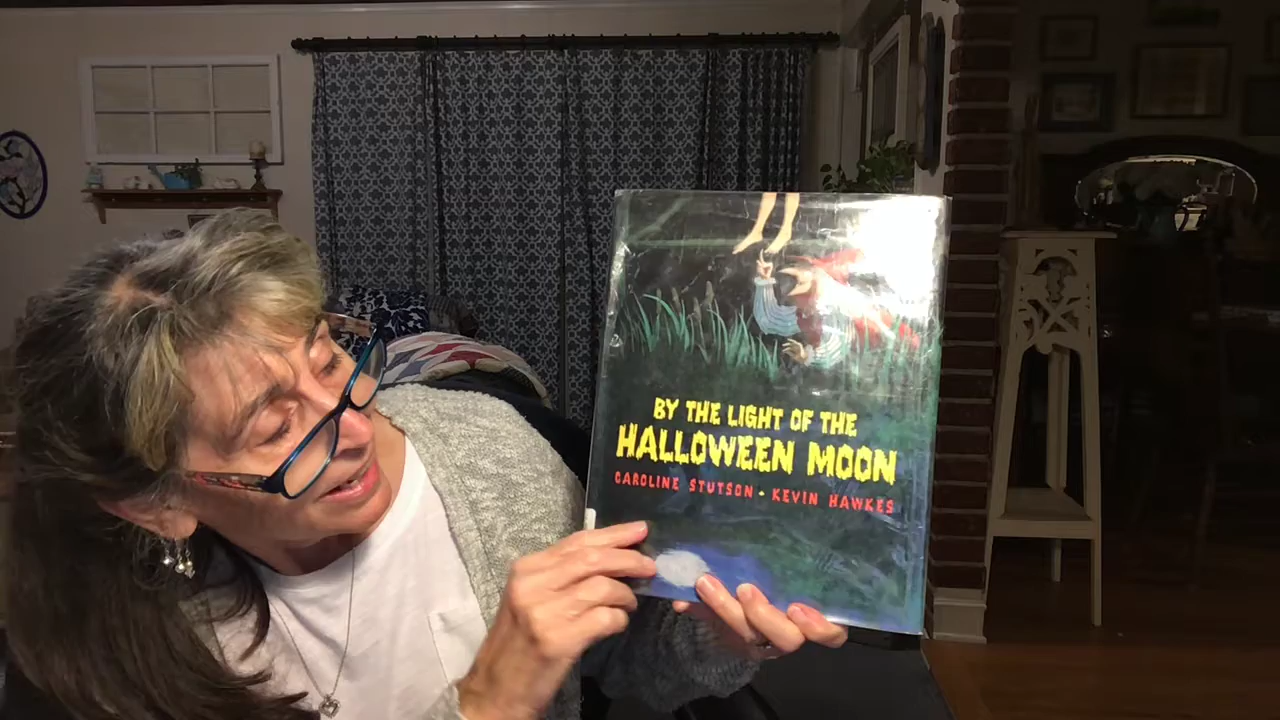 BY THE LIGHT OF THE
HALLOWEEN MOON
CAROLINE STUTSON • KEVIN HAWKES